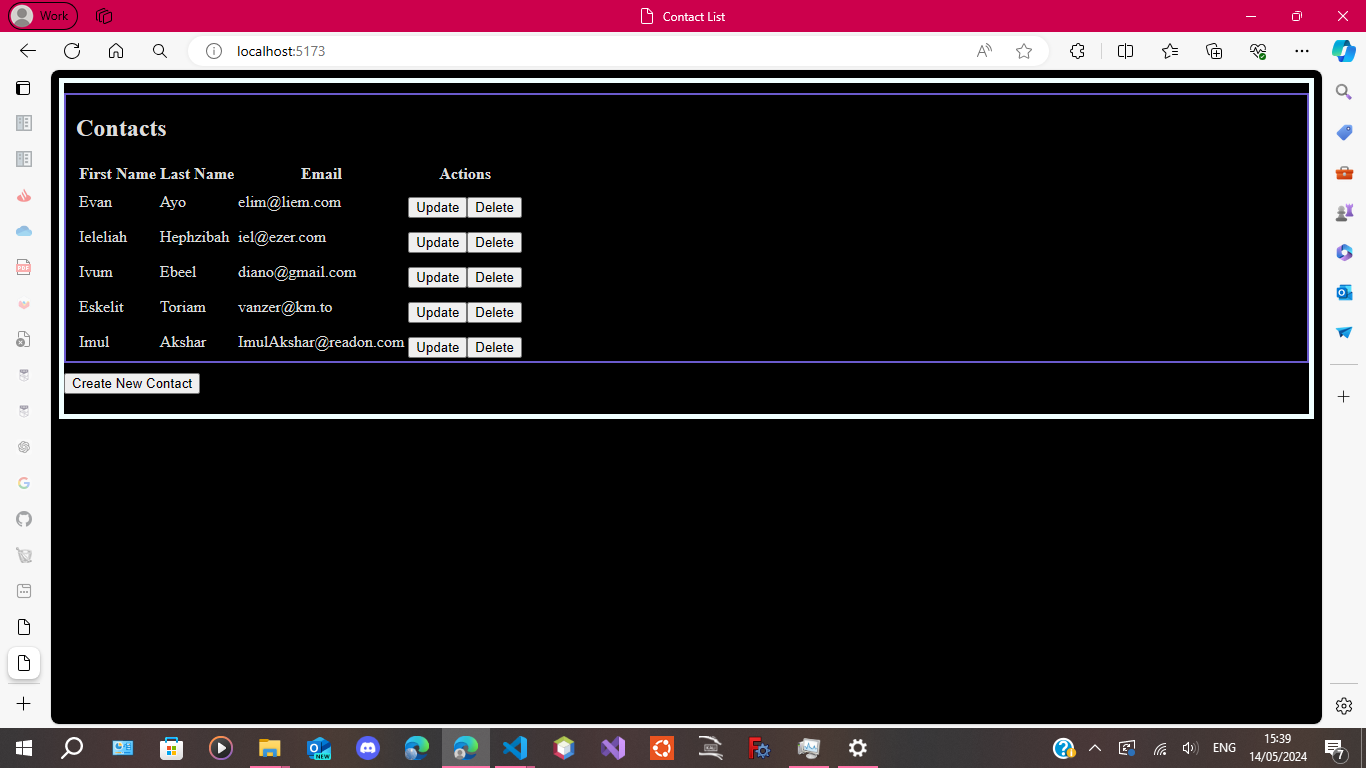 Work
Contact List
localhost:5173
Contacts
First Name Last Name Email Actions
Evan Ayo elim@liem.com Update Delete
Ieleliah Hephzibah iel@ezer.com Update Delete
Ivum Ebeel diano@gmail.com Update Delete
Eskelit Toriam vanzer@km.to Update Delete
Imul Akshar ImulAkshar@readon.com Update Delete
Create New Contact
PDF
NEW
ENG
15:39
14/05/2024
7